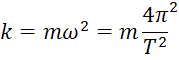 k = mω² = m 4π²/T²